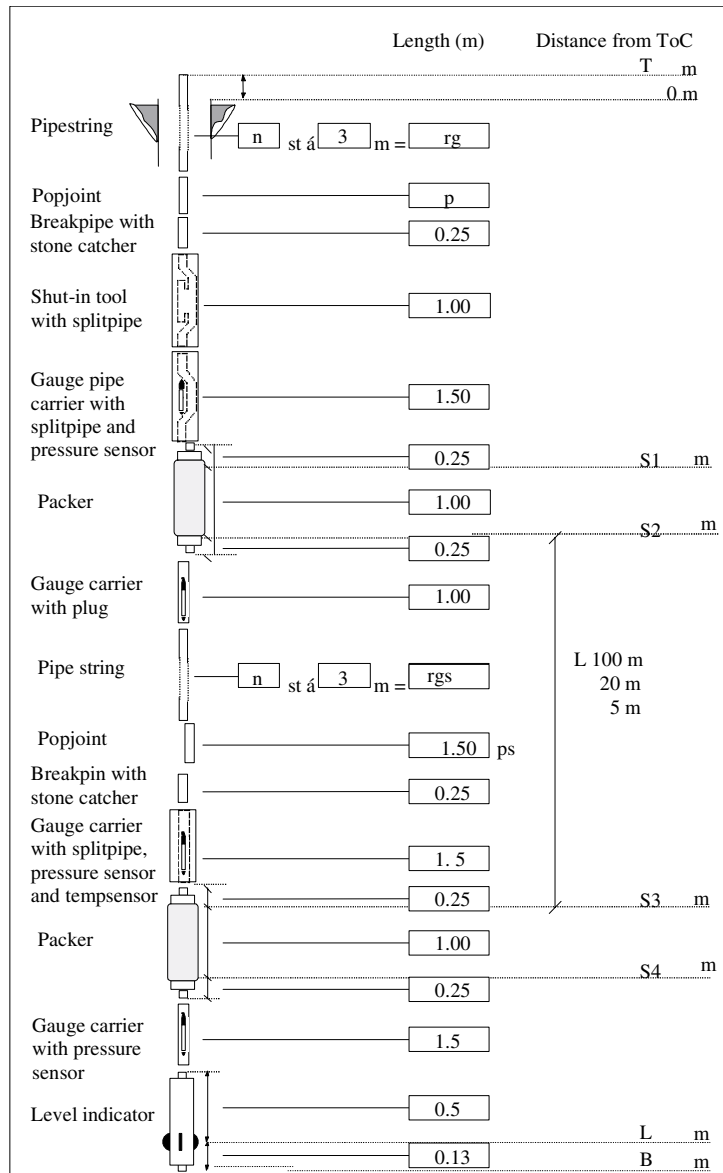 Length (m) Distance from ToC
T m
0 m
Pipestring n st á 3 m = rg
Popjoint p
Breakpipe with
stone catcher 0.25
Shut-in tool
with splitpipe 1.00
Gauge pipe
carrier with
splitpipe and
pressure sensor 1.50
0.25 S1 m
Packer 1.00
S2 m
0.25
Gauge carrier
with plug 1.00
Pipe string n st á 3 m = rgs
L 100 m
20 m
5 m
Popjoint 1.50 ps
Breakpin with
stone catcher 0.25
Gauge carrier
with splitpipe,
pressure sensor
and tempsensor 1. 5
0.25 S3 m
Packer 1.00
S4 m
0.25
Gauge carrier
with pressure
sensor 1.5
Level indicator 0.5
L m
0.13 B m